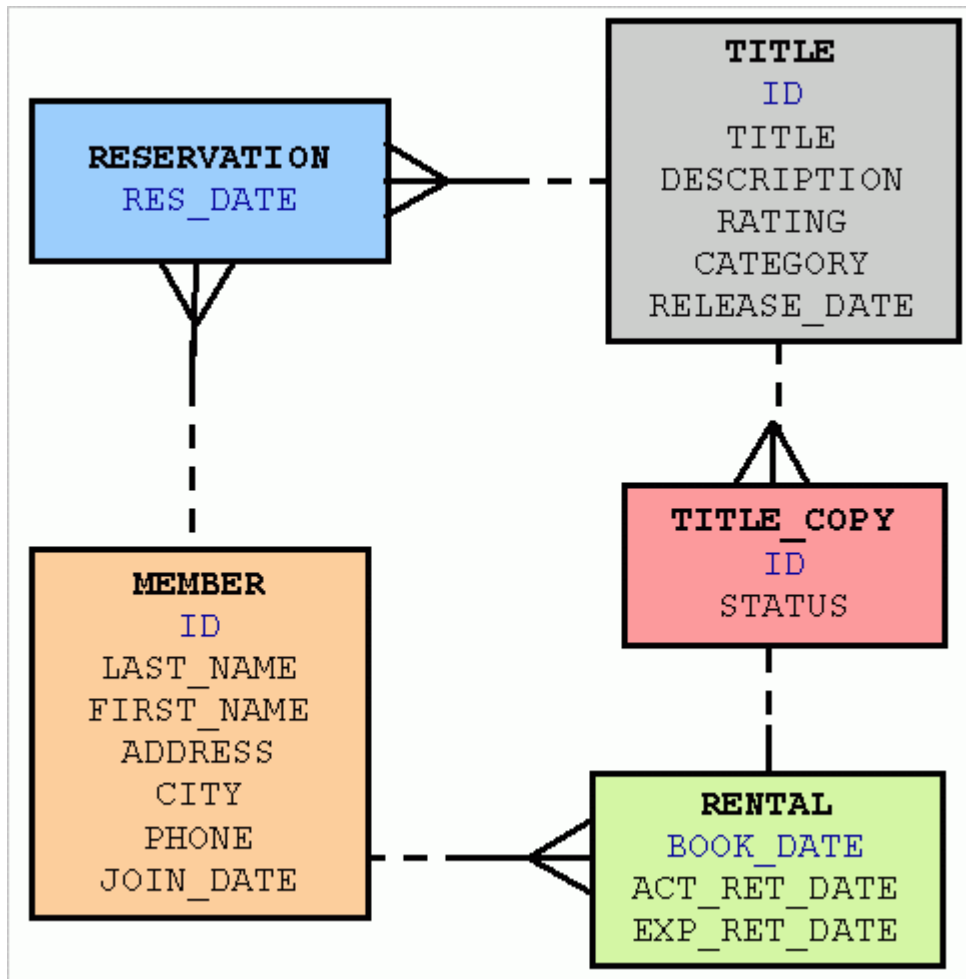 RESERVATION
RES_DATE
TITLE
ID
TITLE
DESCRIPTION
RATING
CATEGORY
RELEASE_DATE
TITLE_COPY
ID
STATUS
MEMBER
ID
LAST_NAME
FIRST_NAME
ADDRESS
CITY
PHONE
JOIN_DATE
RENTAL
BOOK_DATE
ACT_RET_DATE
EXP_RET_DATE